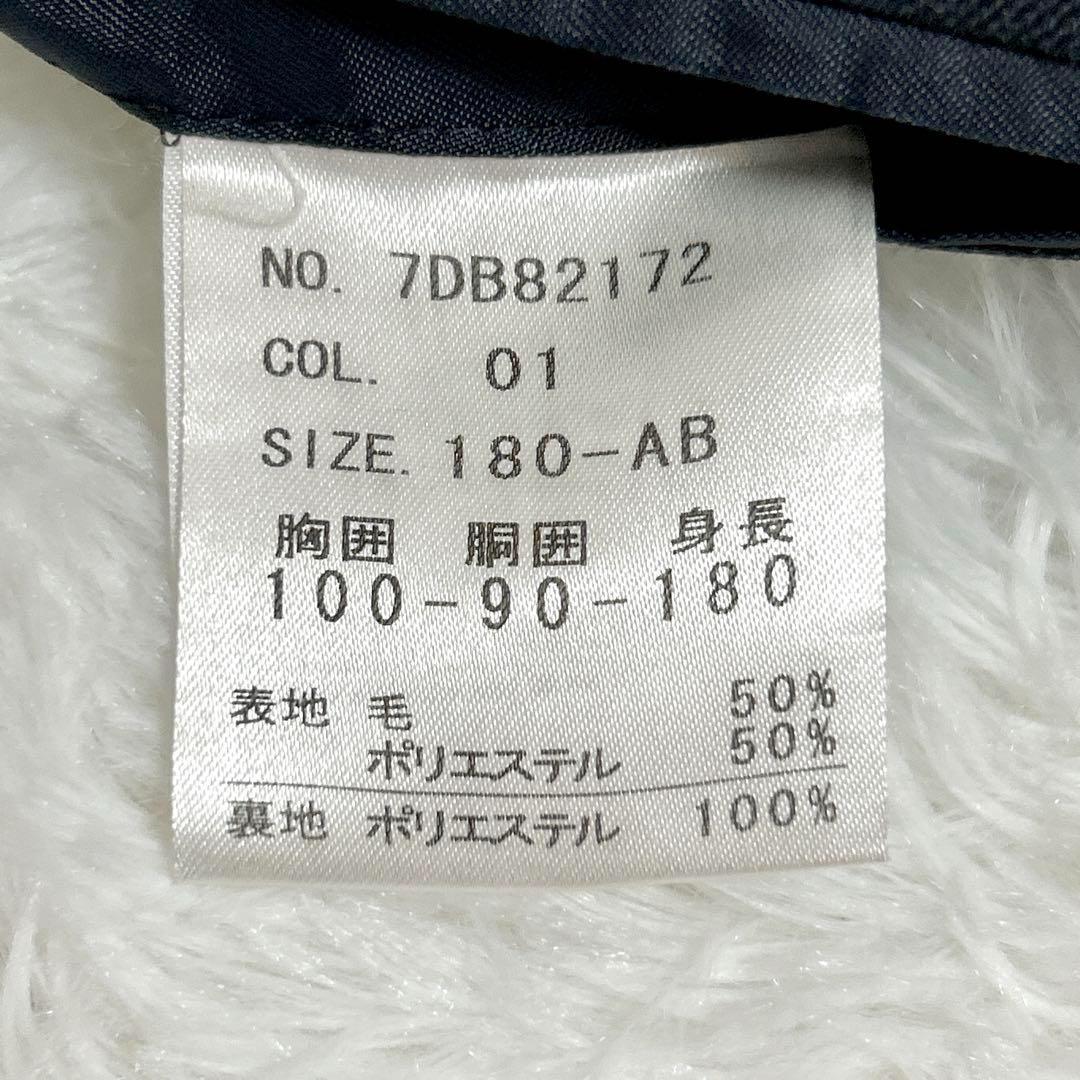 NO. 7DB82172
COL. 01
SIZE. 180-AB
胸囲 胴囲 身長
100-90-180
表地 毛 50%
ポリエステル 50%
裏地 ポリエステル 100%